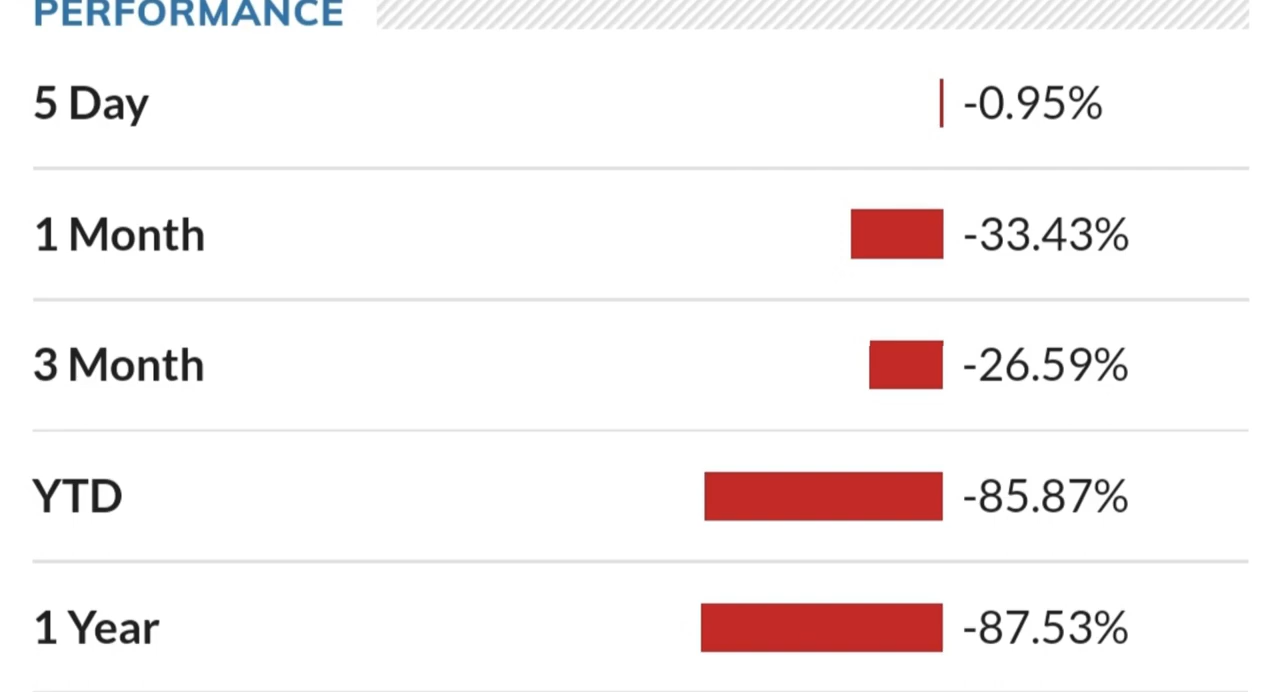 PERFORMANCE
5 Day -0.95%
1 Month -33.43%
3 Month -26.59%
YTD -85.87%
1 Year -87.53%